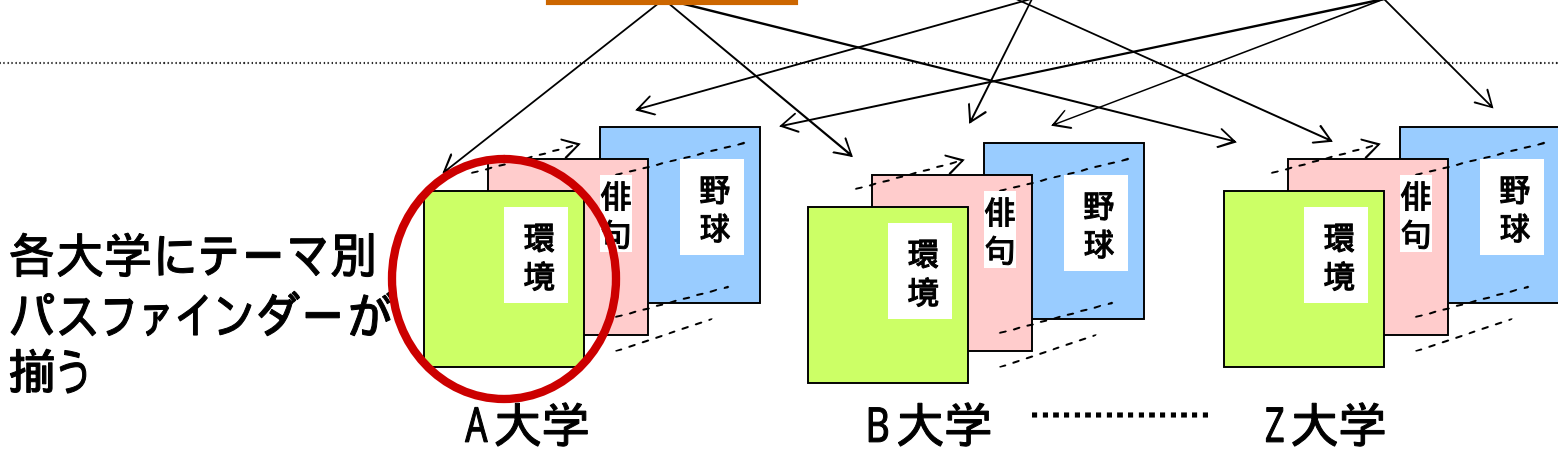 各大学にテーマ別
パスファインダーが
揃う
環境
俳句
野球
A大学
環境
俳句
野球
B大学
環境
俳句
野球
Z大学